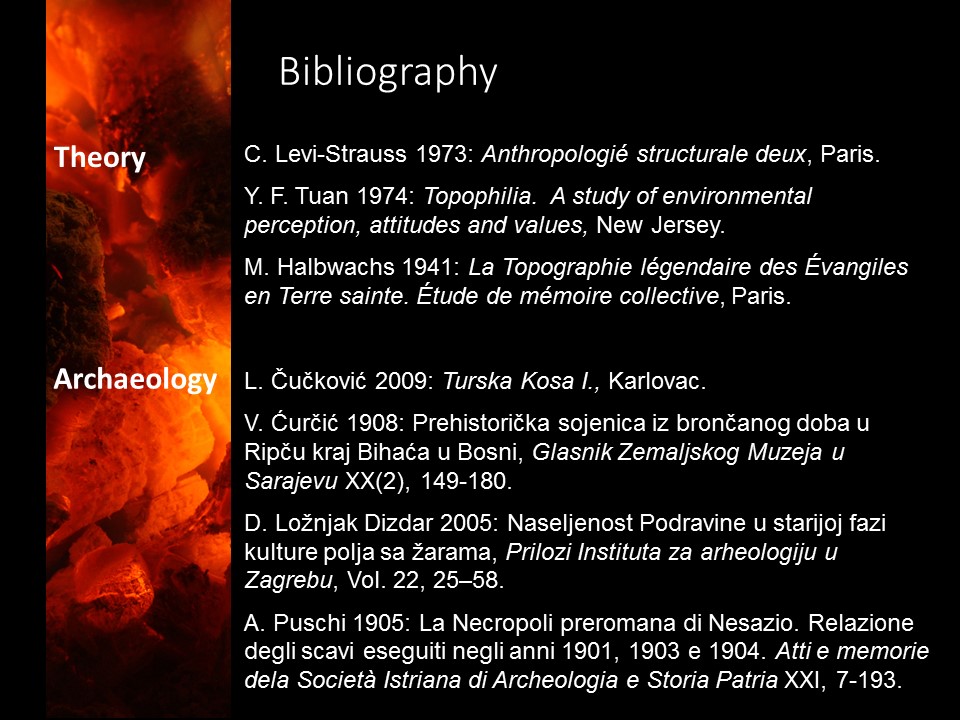 Bibliography
Theory
C. Levi-Strauss 1973: Anthropologié structurale deux, Paris.
Y. F. Tuan 1974: Topophilia.  A study of environmental
perception, attitudes and values, New Jersey.
M. Halbwachs 1941: La Topographie légendaire des Évangiles
en Terre sainte. Étude de mémoire collective, Paris.
Archaeology
L. Čučković 2009: Turska Kosa I., Karlovac.
V. Ćurčić 1908: Prehistorička sojenica iz brončanog doba u
Ripču kraj Bihaća u Bosni, Glasnik Zemaljskog Muzeja u
Sarajevu XX(2), 149-180.
D. Ložnjak Dizdar 2005: Naseljenost Podravine u starijoj fazi
kulture polja sa žarama, Prilozi Instituta za arheologiju u
Zagrebu, Vol. 22, 25–58.
A. Puschi 1905: La Necropoli preromana di Nesazio. Relazione
degli scavi eseguiti negli anni 1901, 1903 e 1904. Atti e memorie
dela Società Istriana di Archeologia e Storia Patria XXI, 7-193.